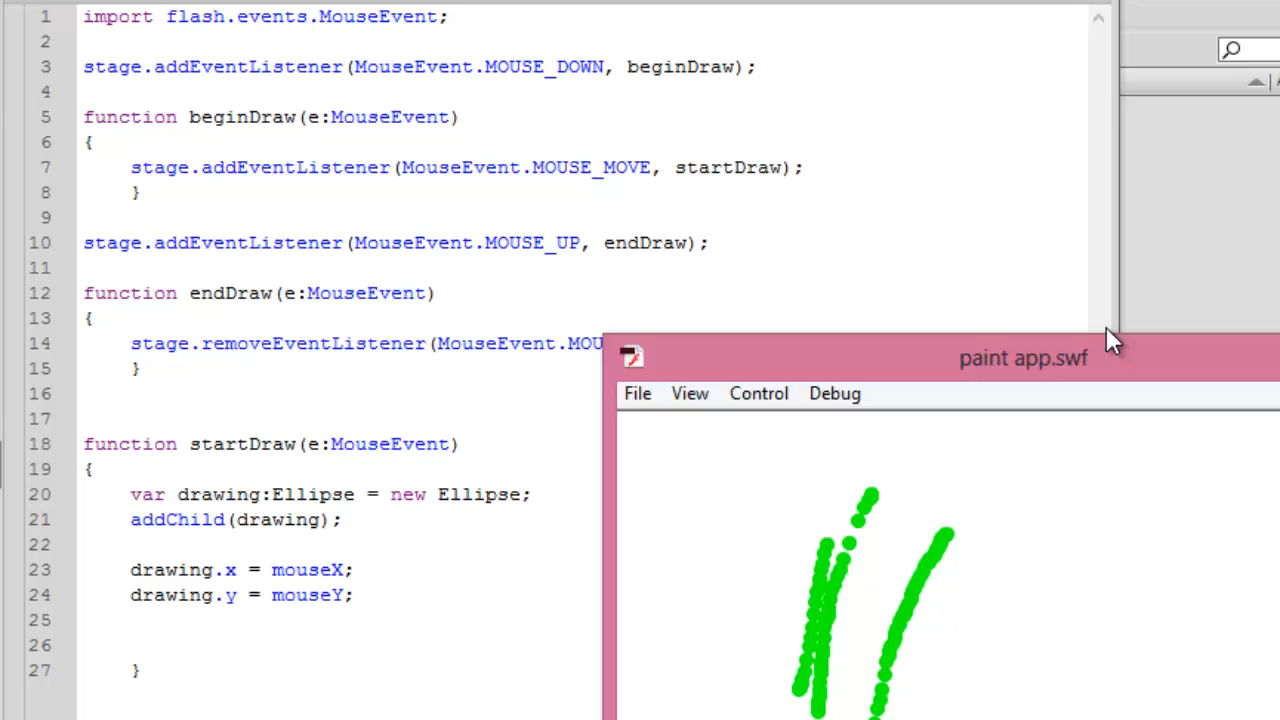 1 import flash.events.MouseEvent;
2
3 stage.addEventListener(MouseEvent.MOUSE_DOWN, beginDraw);
4
5 function beginDraw(e:MouseEvent)
6 {
7 stage.addEventListener(MouseEvent.MOUSE_MOVE, startDraw);
8 }
9
10 stage.addEventListener(MouseEvent.MOUSE_UP, endDraw);
11
12 function endDraw(e:MouseEvent)
13 {
14 stage.removeEventListener(MouseEvent.MOU
15 }
16
17
18 function startDraw(e:MouseEvent)
19 {
20 var drawing:Ellipse = new Ellipse;
21 addChild(drawing);
22
23 drawing.x = mouseX;
24 drawing.y = mouseY;
25
26
27 }
paint app.swf
File View Control Debug